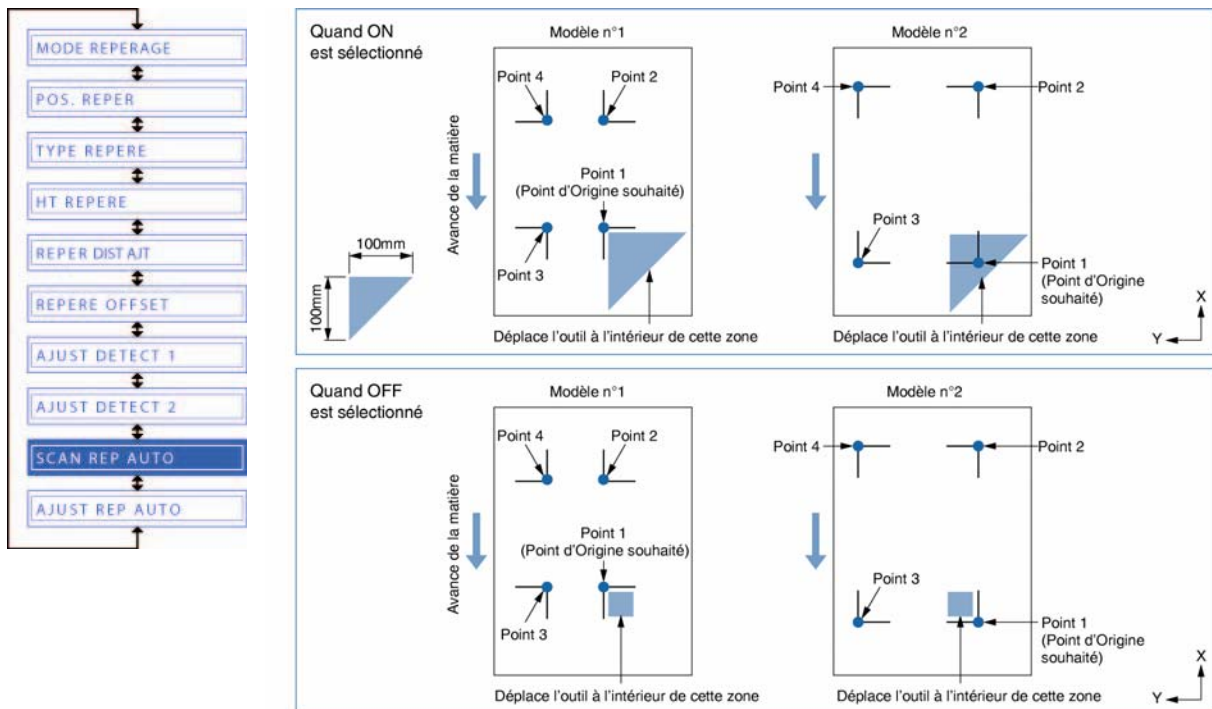 MODE REPERAGE
POS. REPER
TYPE REPERE
HT REPERE
REPER DIST AJT
REPERE OFFSET
AJUST DETECT 1
AJUST DETECT 2
SCAN REP AUTO
AJUST REP AUTO
100mm
100mm
Quand ON
est sélectionné
Modèle n°1
Point 4
Point 2
Avance de la matière
Point 1
(Point d'Origine souhaité)
Point 3
Déplace l'outil à l'intérieur de cette zone
Modèle n°2
Point 4
Point 2
Point 3
Point 1
(Point d'Origine
souhaité)
Déplace l'outil à l'intérieur de cette zone
X
Y
Quand OFF
est sélectionné
Modèle n°1
Point 4
Point 2
Avance de la matière
Point 1
(Point d'Origine souhaité)
Point 3
Déplace l'outil à l'intérieur de cette zone
Modèle n°2
Point 4
Point 2
Point 3
Point 1
(Point d'Origine
souhaité)
Déplace l'outil à l'intérieur de cette zone
X
Y